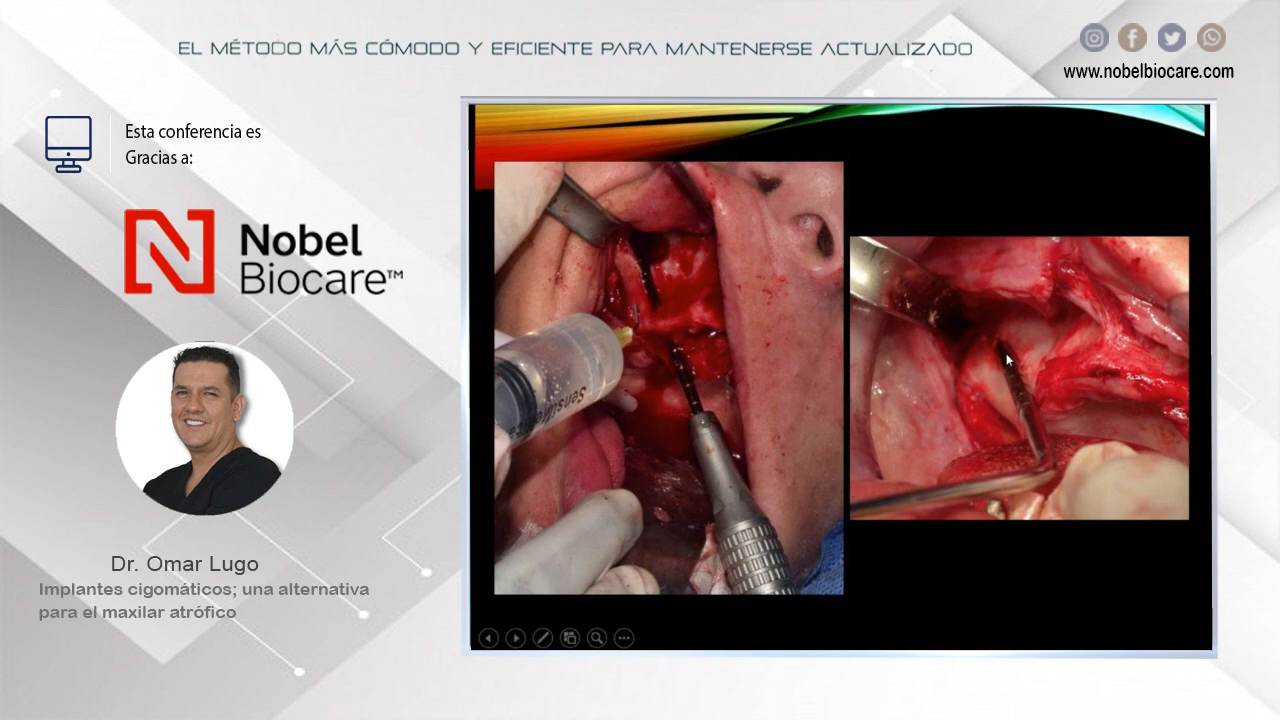 EL MÉTODO MÁS CÓMODO Y EFICIENTE PARA MANTENERSE ACTUALIZADO
www.nobelbiocare.com
Esta conferencia es
Gracias a:
Nobel
Biocare™
Dr. Omar Lugo
Implantes cigomáticos; una alternativa
para el maxilar atrófico